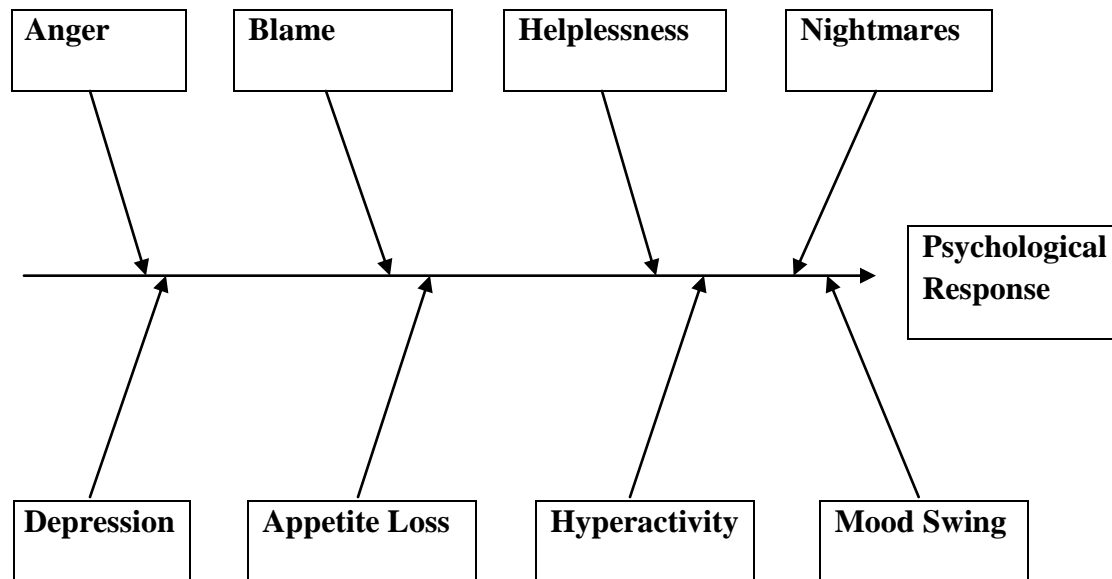 Anger
Blame
Helplessness
Nightmares
Psychological
Response
Depression
Appetite Loss
Hyperactivity
Mood Swing